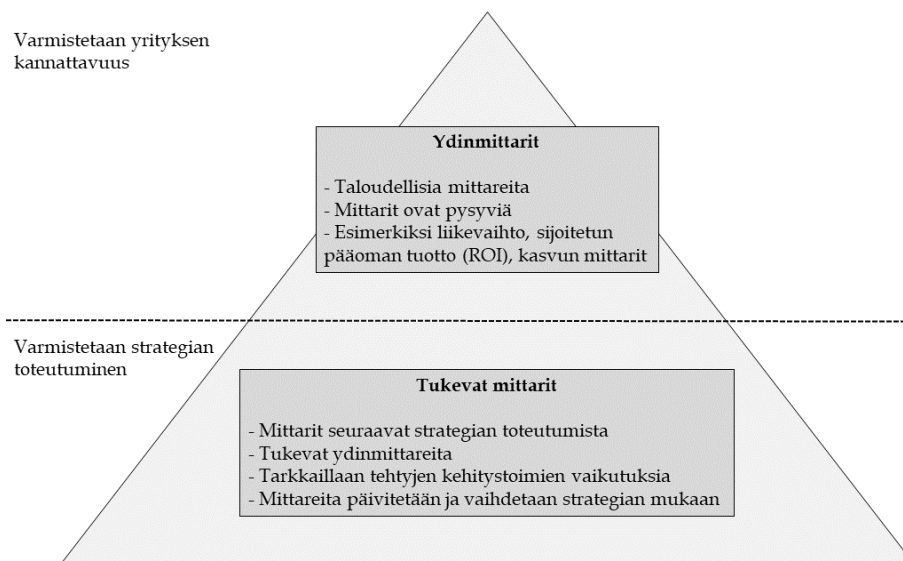 Varmistetaan yrityksen
kannattavuus
Ydinmittarit
- Taloudellisia mittareita
- Mittarit ovat pysyviä
- Esimerkiksi liikevaihto, sijoitetun
pääoman tuotto (ROI), kasvun mittarit
Varmistetaan strategian
toteutuminen
Tukevat mittarit
- Mittarit seuraavat strategian toteutumista
- Tukevat ydinmittareita
- Tarkkaillaan tehtyjen kehitystoimien vaikutuksia
- Mittareita päivitetään ja vaihdetaan strategian mukaan